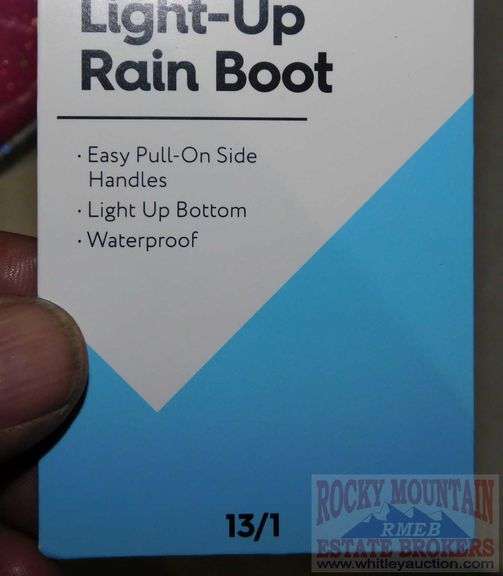 Light-Up
Rain Boot
· Easy Pull-On Side
Handles
· Light Up Bottom
· Waterproof
13/1
ROCKY MOUNTAIN
RMEB
ESTATE BROKERS
www.whitleyauction.com